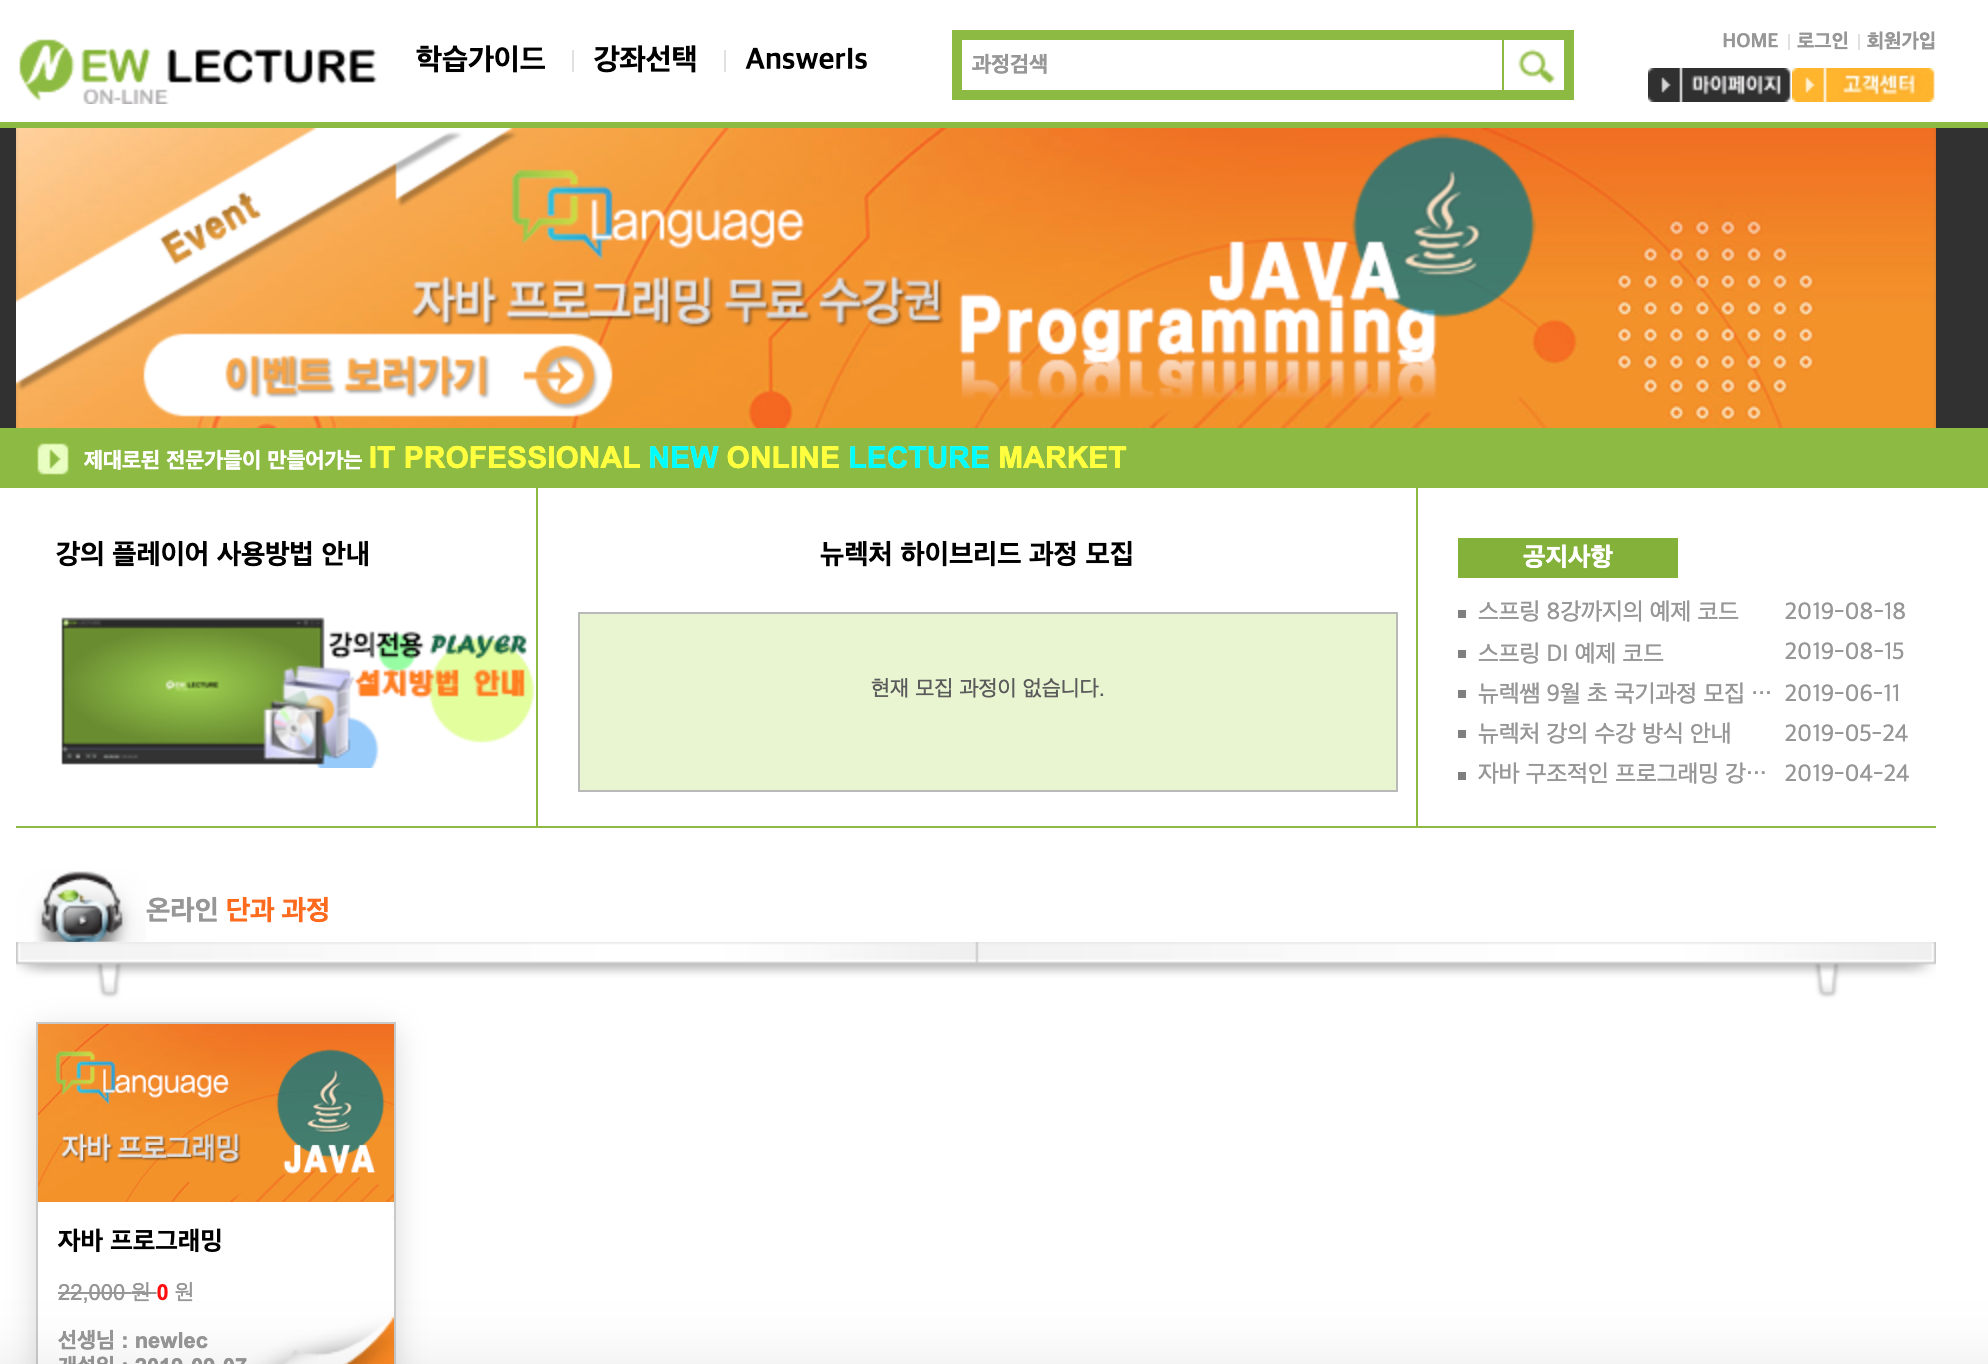 NEW LECTURE
ON-LINE
학습가이드
강좌선택
AnswerIs
과정검색
HOME 로그인 회원가입
마이페이지 고객센터
Event
Language
자바 프로그래밍 무료 수강권
이벤트 보러가기
JAVA
Programming
제대로된 전문가들이 만들어가는 IT PROFESSIONAL NEW ONLINE LECTURE MARKET
강의 플레이어 사용방법 안내
NEW LECTURE
강의전용 PLAYER
설치방법 안내
뉴렉처 하이브리드 과정 모집
현재 모집 과정이 없습니다.
공지사항
스프링 8강까지의 예제 코드 2019-08-18
스프링 DI 예제 코드 2019-08-15
뉴렉쌤 9월 초 국기과정 모집 … 2019-06-11
뉴렉처 강의 수강 방식 안내 2019-05-24
자바 구조적인 프로그래밍 강… 2019-04-24
온라인 단과 과정
Language
자바 프로그래밍
JAVA
자바 프로그래밍
22,000 원 0 원
선생님 : newlec